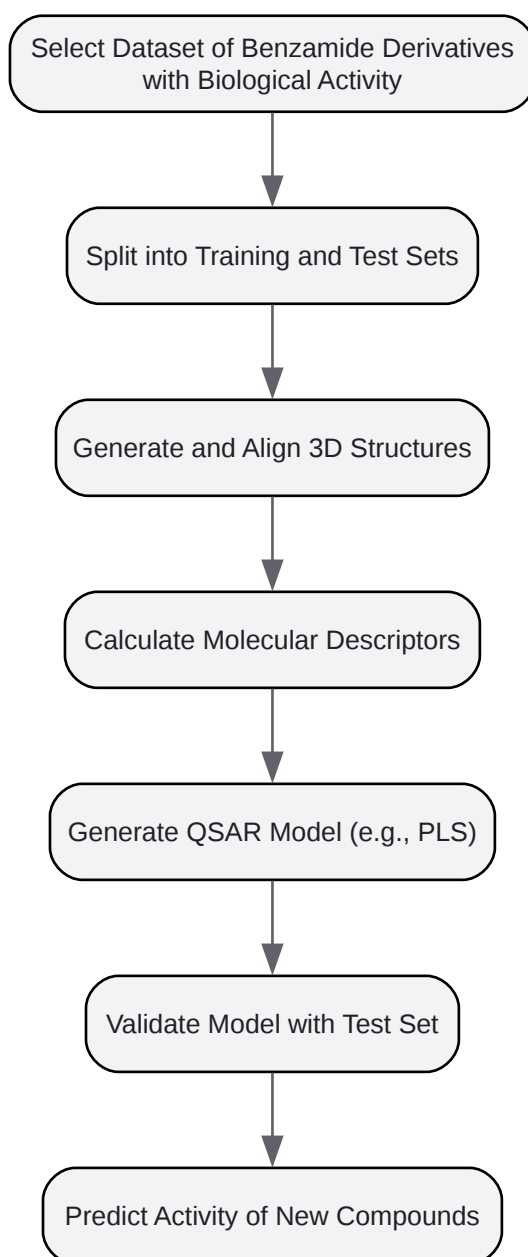 Select Dataset of Benzamide Derivatives
with Biological Activity
Split into Training and Test Sets
Generate and Align 3D Structures
Calculate Molecular Descriptors
Generate QSAR Model (e.g., PLS)
Validate Model with Test Set
Predict Activity of New Compounds